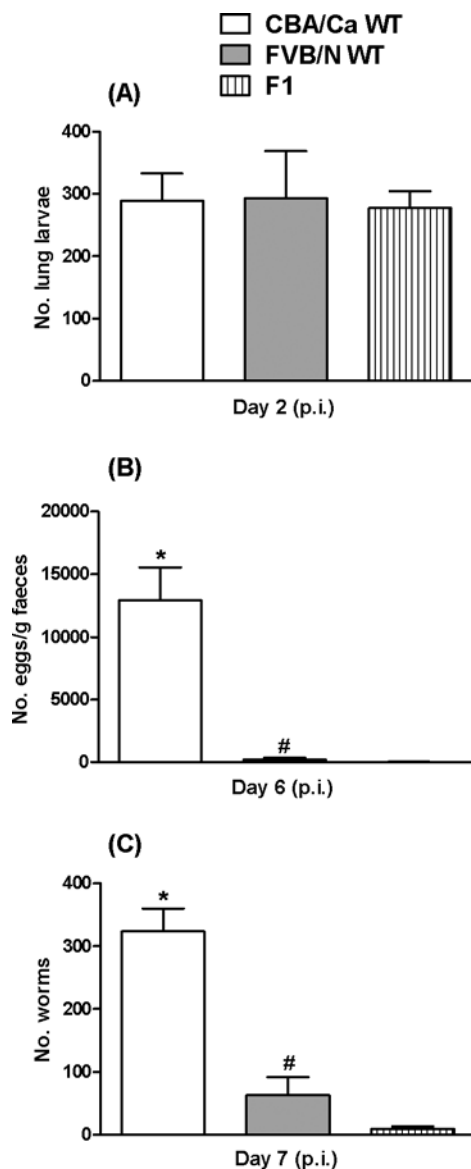 CBA/Ca WT
FVB/N WT
F1
(A)
No. lung larvae
400
300
200
100
0
Day 2 (p.i.)
(B)
No. eggs/g faeces
20000
15000
10000
5000
0
*
#
Day 6 (p.i.)
(C)
No. worms
400
300
200
100
0
*
#
Day 7 (p.i.)